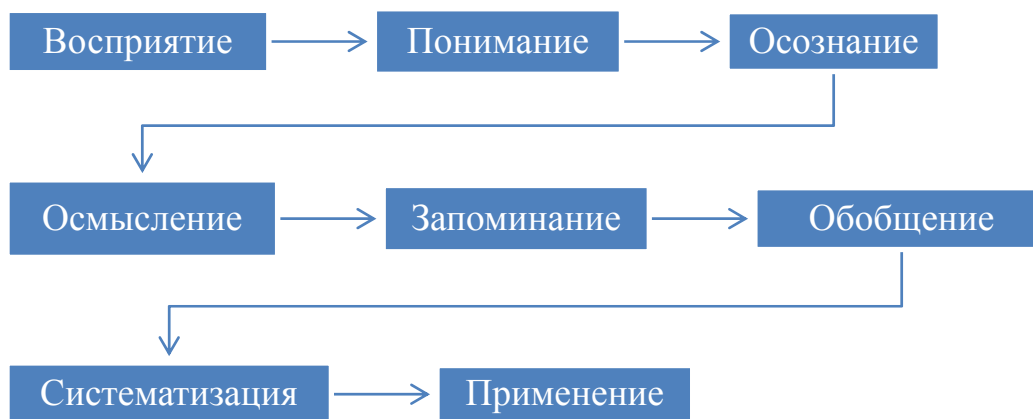 Восприятие Понимание Осознание
Осмысление Запоминание Обобщение
Систематизация Применение